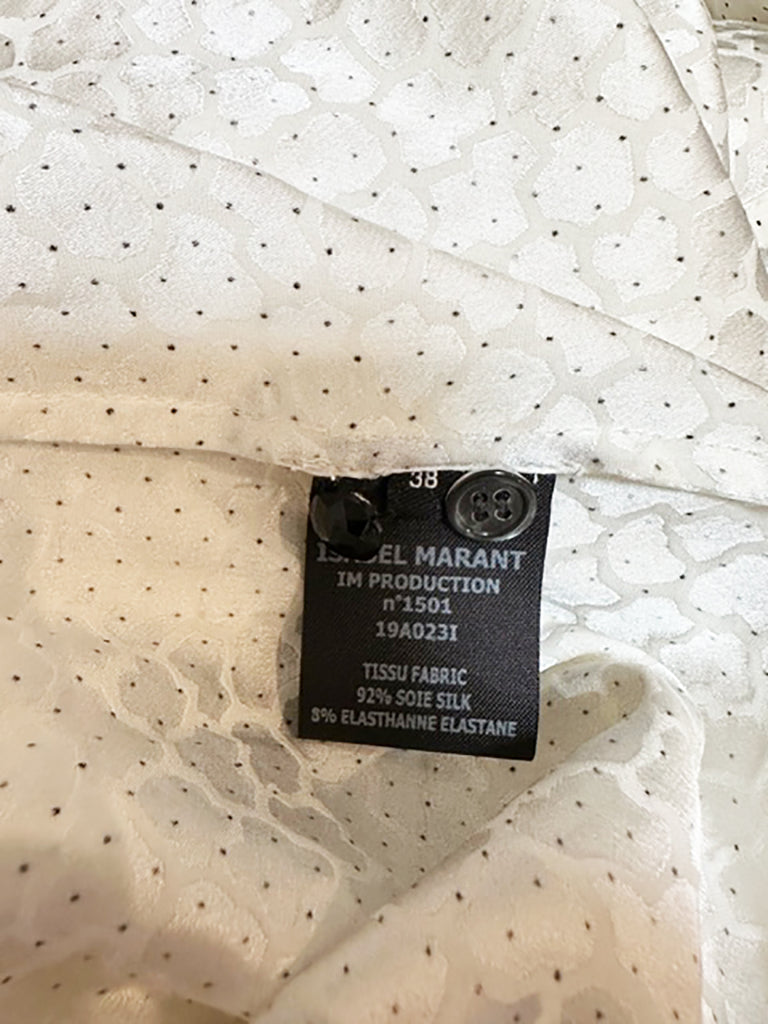 38
ISABEL MARANT
IM PRODUCTION
n°1501
19A023I
TISSU FABRIC
92% SOIE SILK
8% ELASTHANNE ELASTANE